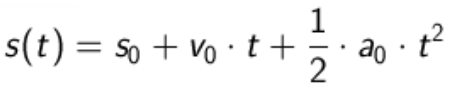 s(t) = s₀ + v₀ · t + 1/2 · a₀ · t²